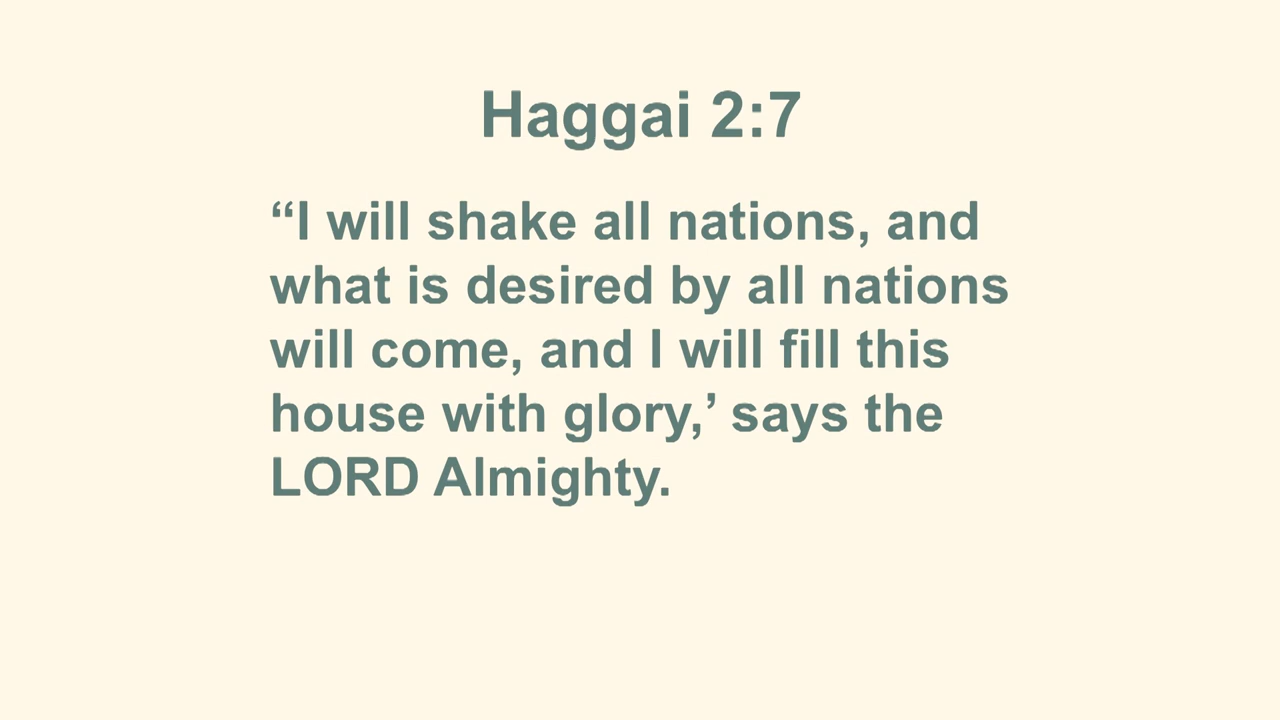 Haggai 2:7
“I will shake all nations, and
what is desired by all nations
will come, and I will fill this
house with glory,’ says the
LORD Almighty.